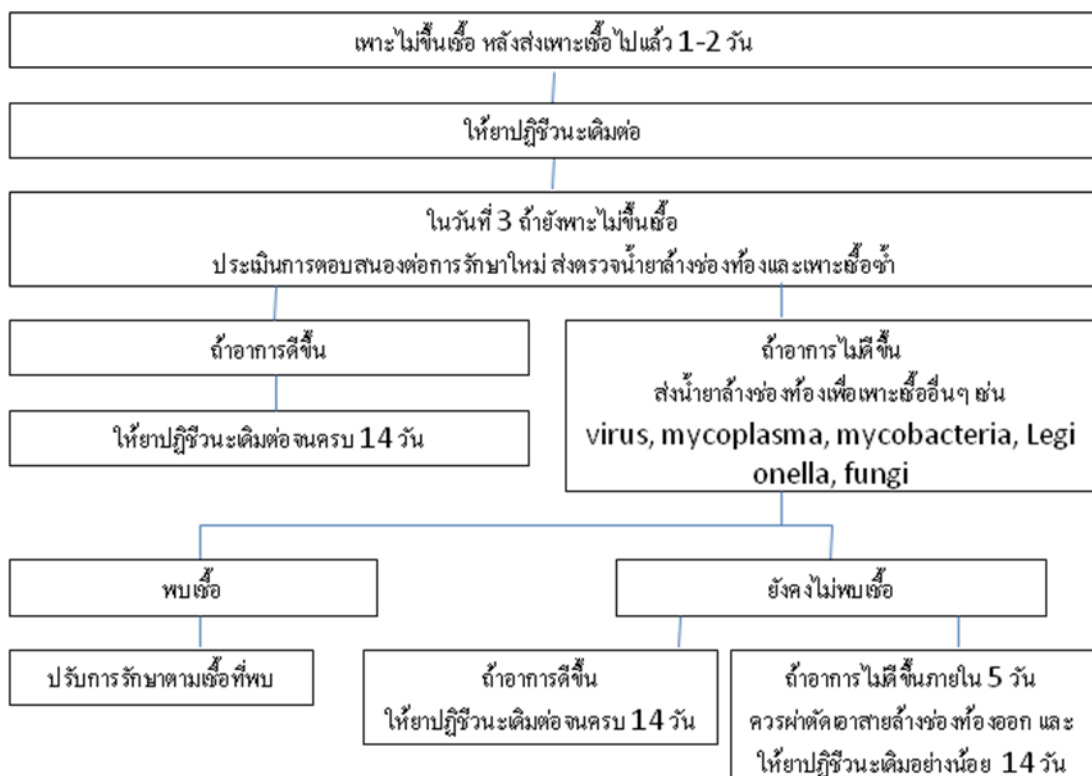 เพาะไม่ขึ้นเชื้อ หลังส่งเพาะเชื้อไปแล้ว 1-2 วัน
ให้ยาปฏิชีวนะเดิมต่อ
ในวันที่ 3 ถ้ายังพาะไม่ขึ้นเชื้อ
ประเมินการตอบสนองต่อการรักษาใหม่ ส่งตรวจน้ำยาล้างช่องท้องและเพาะเชื้อซ้ำ
ถ้าอาการดีขึ้น
ให้ยาปฏิชีวนะเดิมต่อจนครบ 14 วัน
ถ้าอาการไม่ดีขึ้น
ส่งน้ำยาล้างช่องท้องเพื่อเพาะเชื้ออื่นๆ เช่น
virus, mycoplasma, mycobacteria, Legi
onella, fungi
พบเชื้อ
ปรับการรักษาตามเชื้อที่พบ
ยังคงไม่พบเชื้อ
ถ้าอาการดีขึ้น
ให้ยาปฏิชีวนะเดิมต่อจนครบ 14 วัน
ถ้าอาการไม่ดีขึ้นภายใน 5 วัน
ควรผ่าตัดเอาสายล้างช่องท้องออก และ
ให้ยาปฏิชีวนะเดิมอย่างน้อย 14 วัน